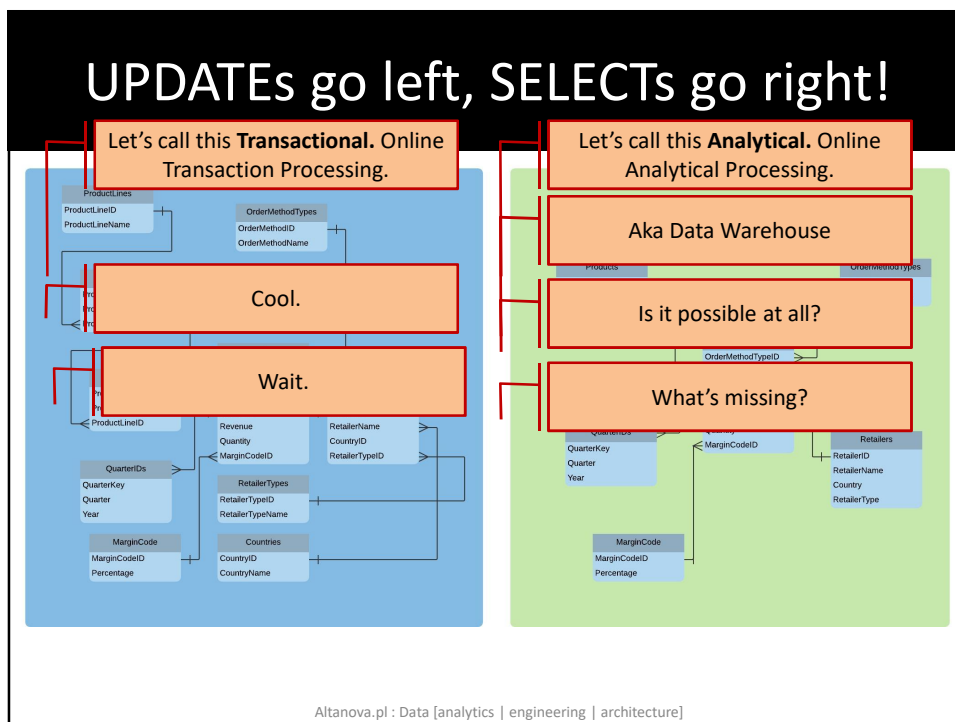 UPDATEs go left, SELECTs go right!
Let's call this Transactional. Online
Transaction Processing.
Cool.
Wait.
ProductLines
ProductLineID
ProductLineName
OrderMethodTypes
OrderMethodID
OrderMethodName
ProductLineID
Revenue
Quantity
MarginCodeID
RetailerName
CountryID
RetailerTypeID
QuarterIDs
QuarterKey
Quarter
Year
RetailerTypes
RetailerTypeID
RetailerTypeName
MarginCode
MarginCodeID
Percentage
Countries
CountryID
CountryName
Let's call this Analytical. Online
Analytical Processing.
Aka Data Warehouse
Is it possible at all?
What's missing?
Products
OrderMethodTypes
OrderMethodTypeID
MarginCodeID
QuarterIDs
QuarterKey
Quarter
Year
Retailers
RetailerID
RetailerName
Country
RetailerType
MarginCode
MarginCodeID
Percentage
Altanova.pl : Data [analytics | engineering | architecture]